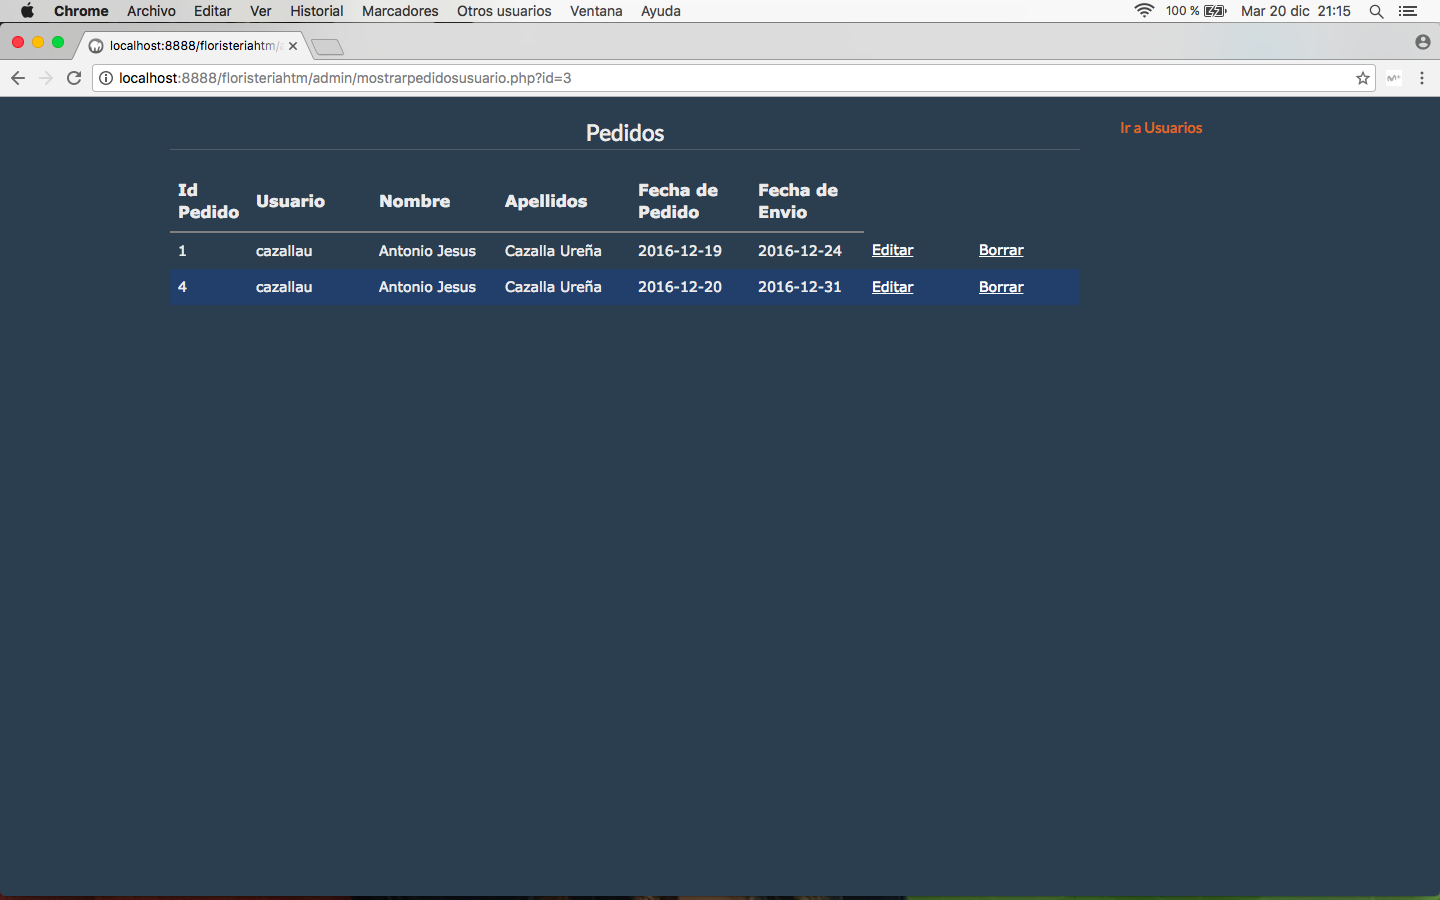 Chrome Archivo Editar Ver Historial Marcadores Otros usuarios Ventana Ayuda 100 % Mar 20 dic 21:15
localhost:8888/floristeriahtm/
localhost:8888/floristeriahtm/admin/mostrarpedidosusuario.php?id=3
Pedidos
Ir a Usuarios
Id Pedido Usuario Nombre Apellidos Fecha de Pedido Fecha de Envio
1 cazallau Antonio Jesus Cazalla Ureña 2016-12-19 2016-12-24 Editar Borrar
4 cazallau Antonio Jesus Cazalla Ureña 2016-12-20 2016-12-31 Editar Borrar